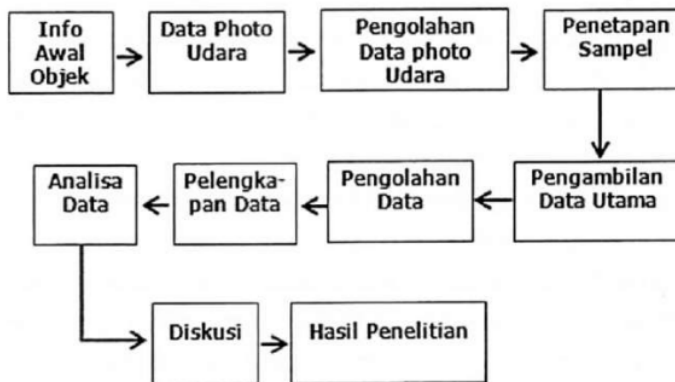 Info
Awal
Objek
Data Photo
Udara
Pengolahan
Data photo
Udara
Penetapan
Sampel
Pengambilan
Data Utama
Pengolahan
Data
Pelengka-
pan Data
Analisa
Data
Diskusi
Hasil Penelitian